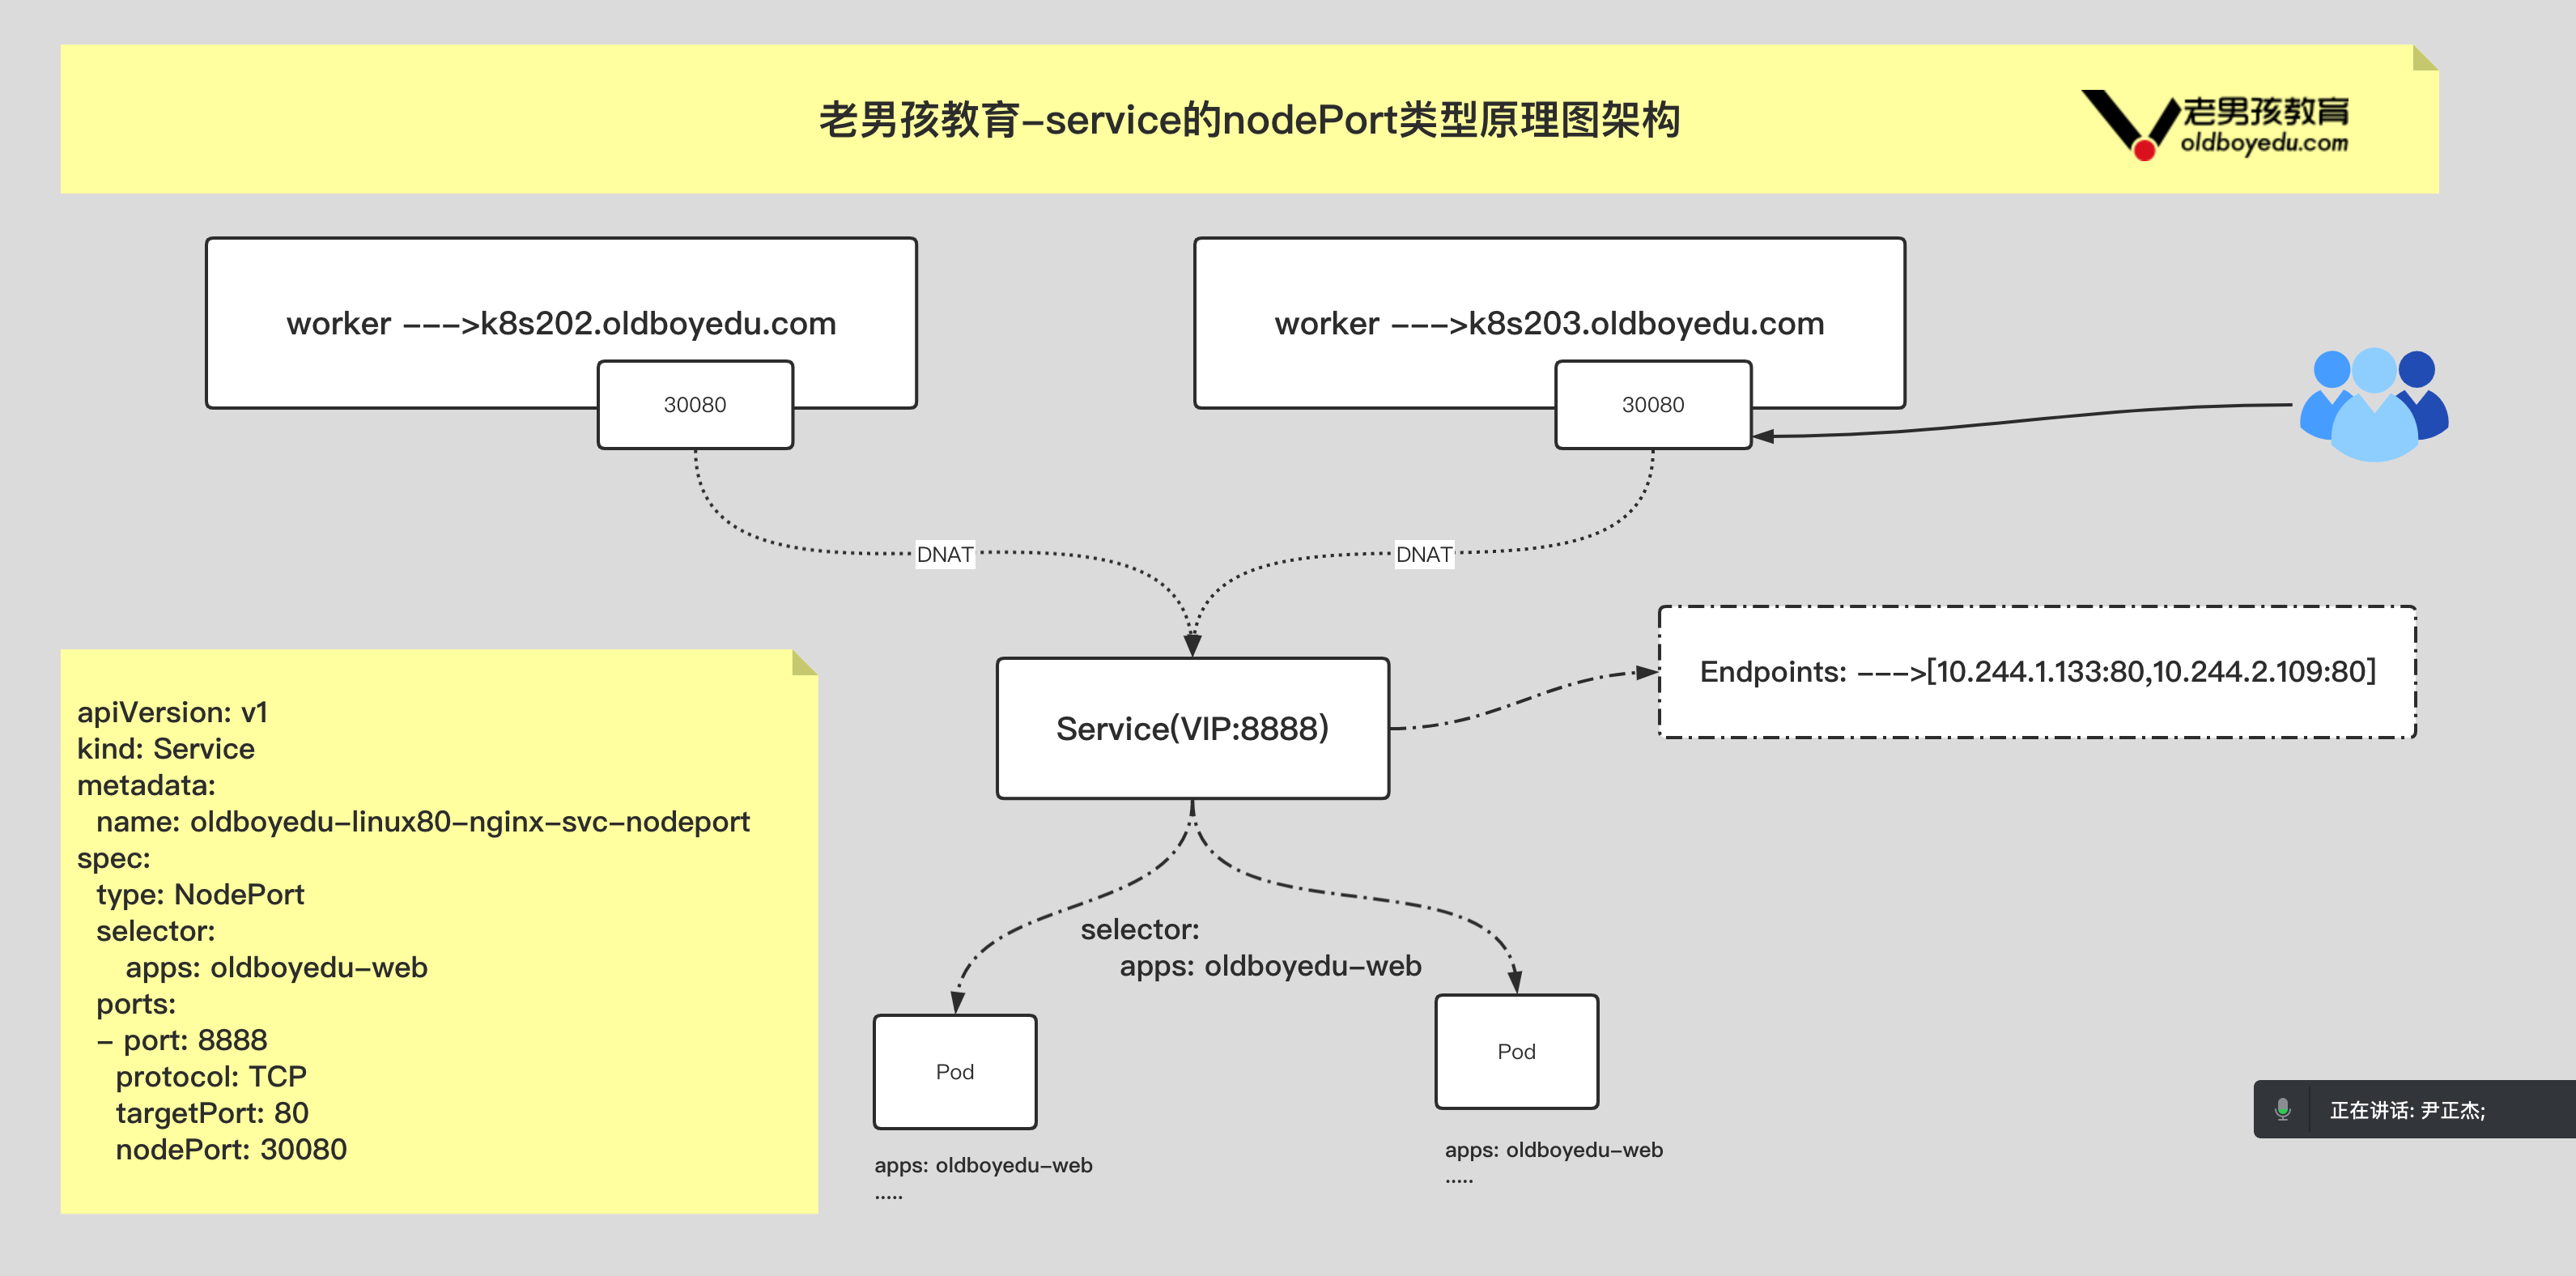 老男孩教育-service的nodePort类型原理图架构
老男孩教育
oldboyedu.com
worker --->k8s202.oldboyedu.com
30080
worker --->k8s203.oldboyedu.com
30080
DNAT
DNAT
Service(VIP:8888)
Endpoints: --->[10.244.1.133:80,10.244.2.109:80]
apiVersion: v1
kind: Service
metadata:
  name: oldboyedu-linux80-nginx-svc-nodeport
spec:
  type: NodePort
  selector:
    apps: oldboyedu-web
  ports:
  - port: 8888
    protocol: TCP
    targetPort: 80
    nodePort: 30080
selector:
    apps: oldboyedu-web
Pod
apps: oldboyedu-web
.....
Pod
apps: oldboyedu-web
.....
正在讲话: 尹正杰;